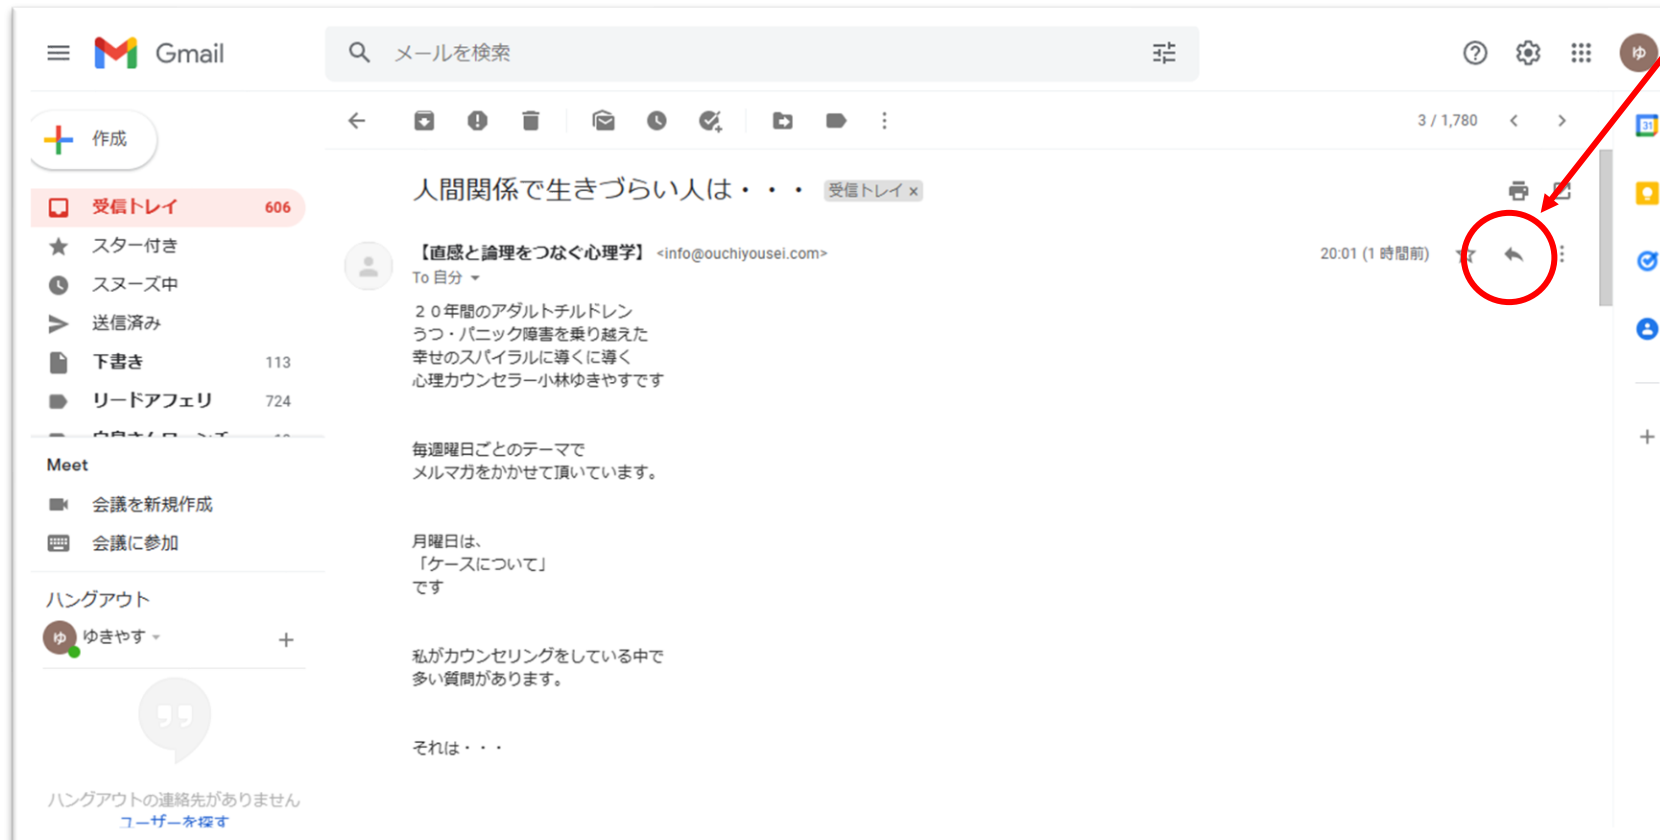 Gmail
メールを検索
ゆ
作成
3 / 1,780
31
受信トレイ 606
スター付き
スヌーズ中
送信済み
下書き 113
リードアフェリ 724
Meet
会議を新規作成
会議に参加
ハングアウト
ゆ ゆきやす
ハングアウトの連絡先がありません
ユーザーを探す
人間関係で生きづらい人は・・・ 受信トレイ ×
【直感と論理をつなぐ心理学】 <info@ouchiyousei.com> 20:01 (1 時間前)
To 自分
２０年間のアダルトチルドレン
うつ・パニック障害を乗り越えた
幸せのスパイラルに導くに導く
心理カウンセラー小林ゆきやすです
毎週曜日ごとのテーマで
メルマガをかかせて頂いています。
月曜日は、
「ケースについて」
です
私がカウンセリングをしている中で
多い質問があります。
それは・・・